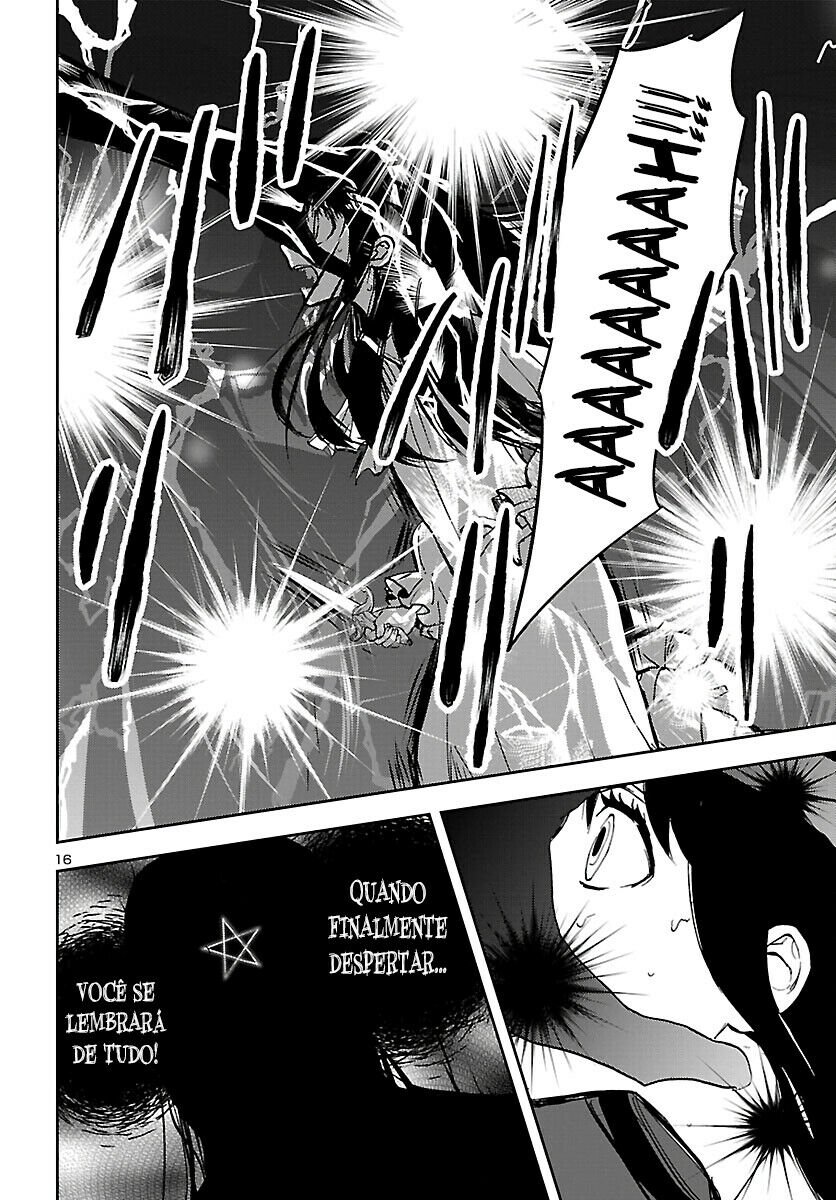 AAAAAAAAAAH!!!
QUANDO
FINALMENTE
DESPERTAR...
VOCÊ SE
LEMBRARÁ
DE TUDO!
16